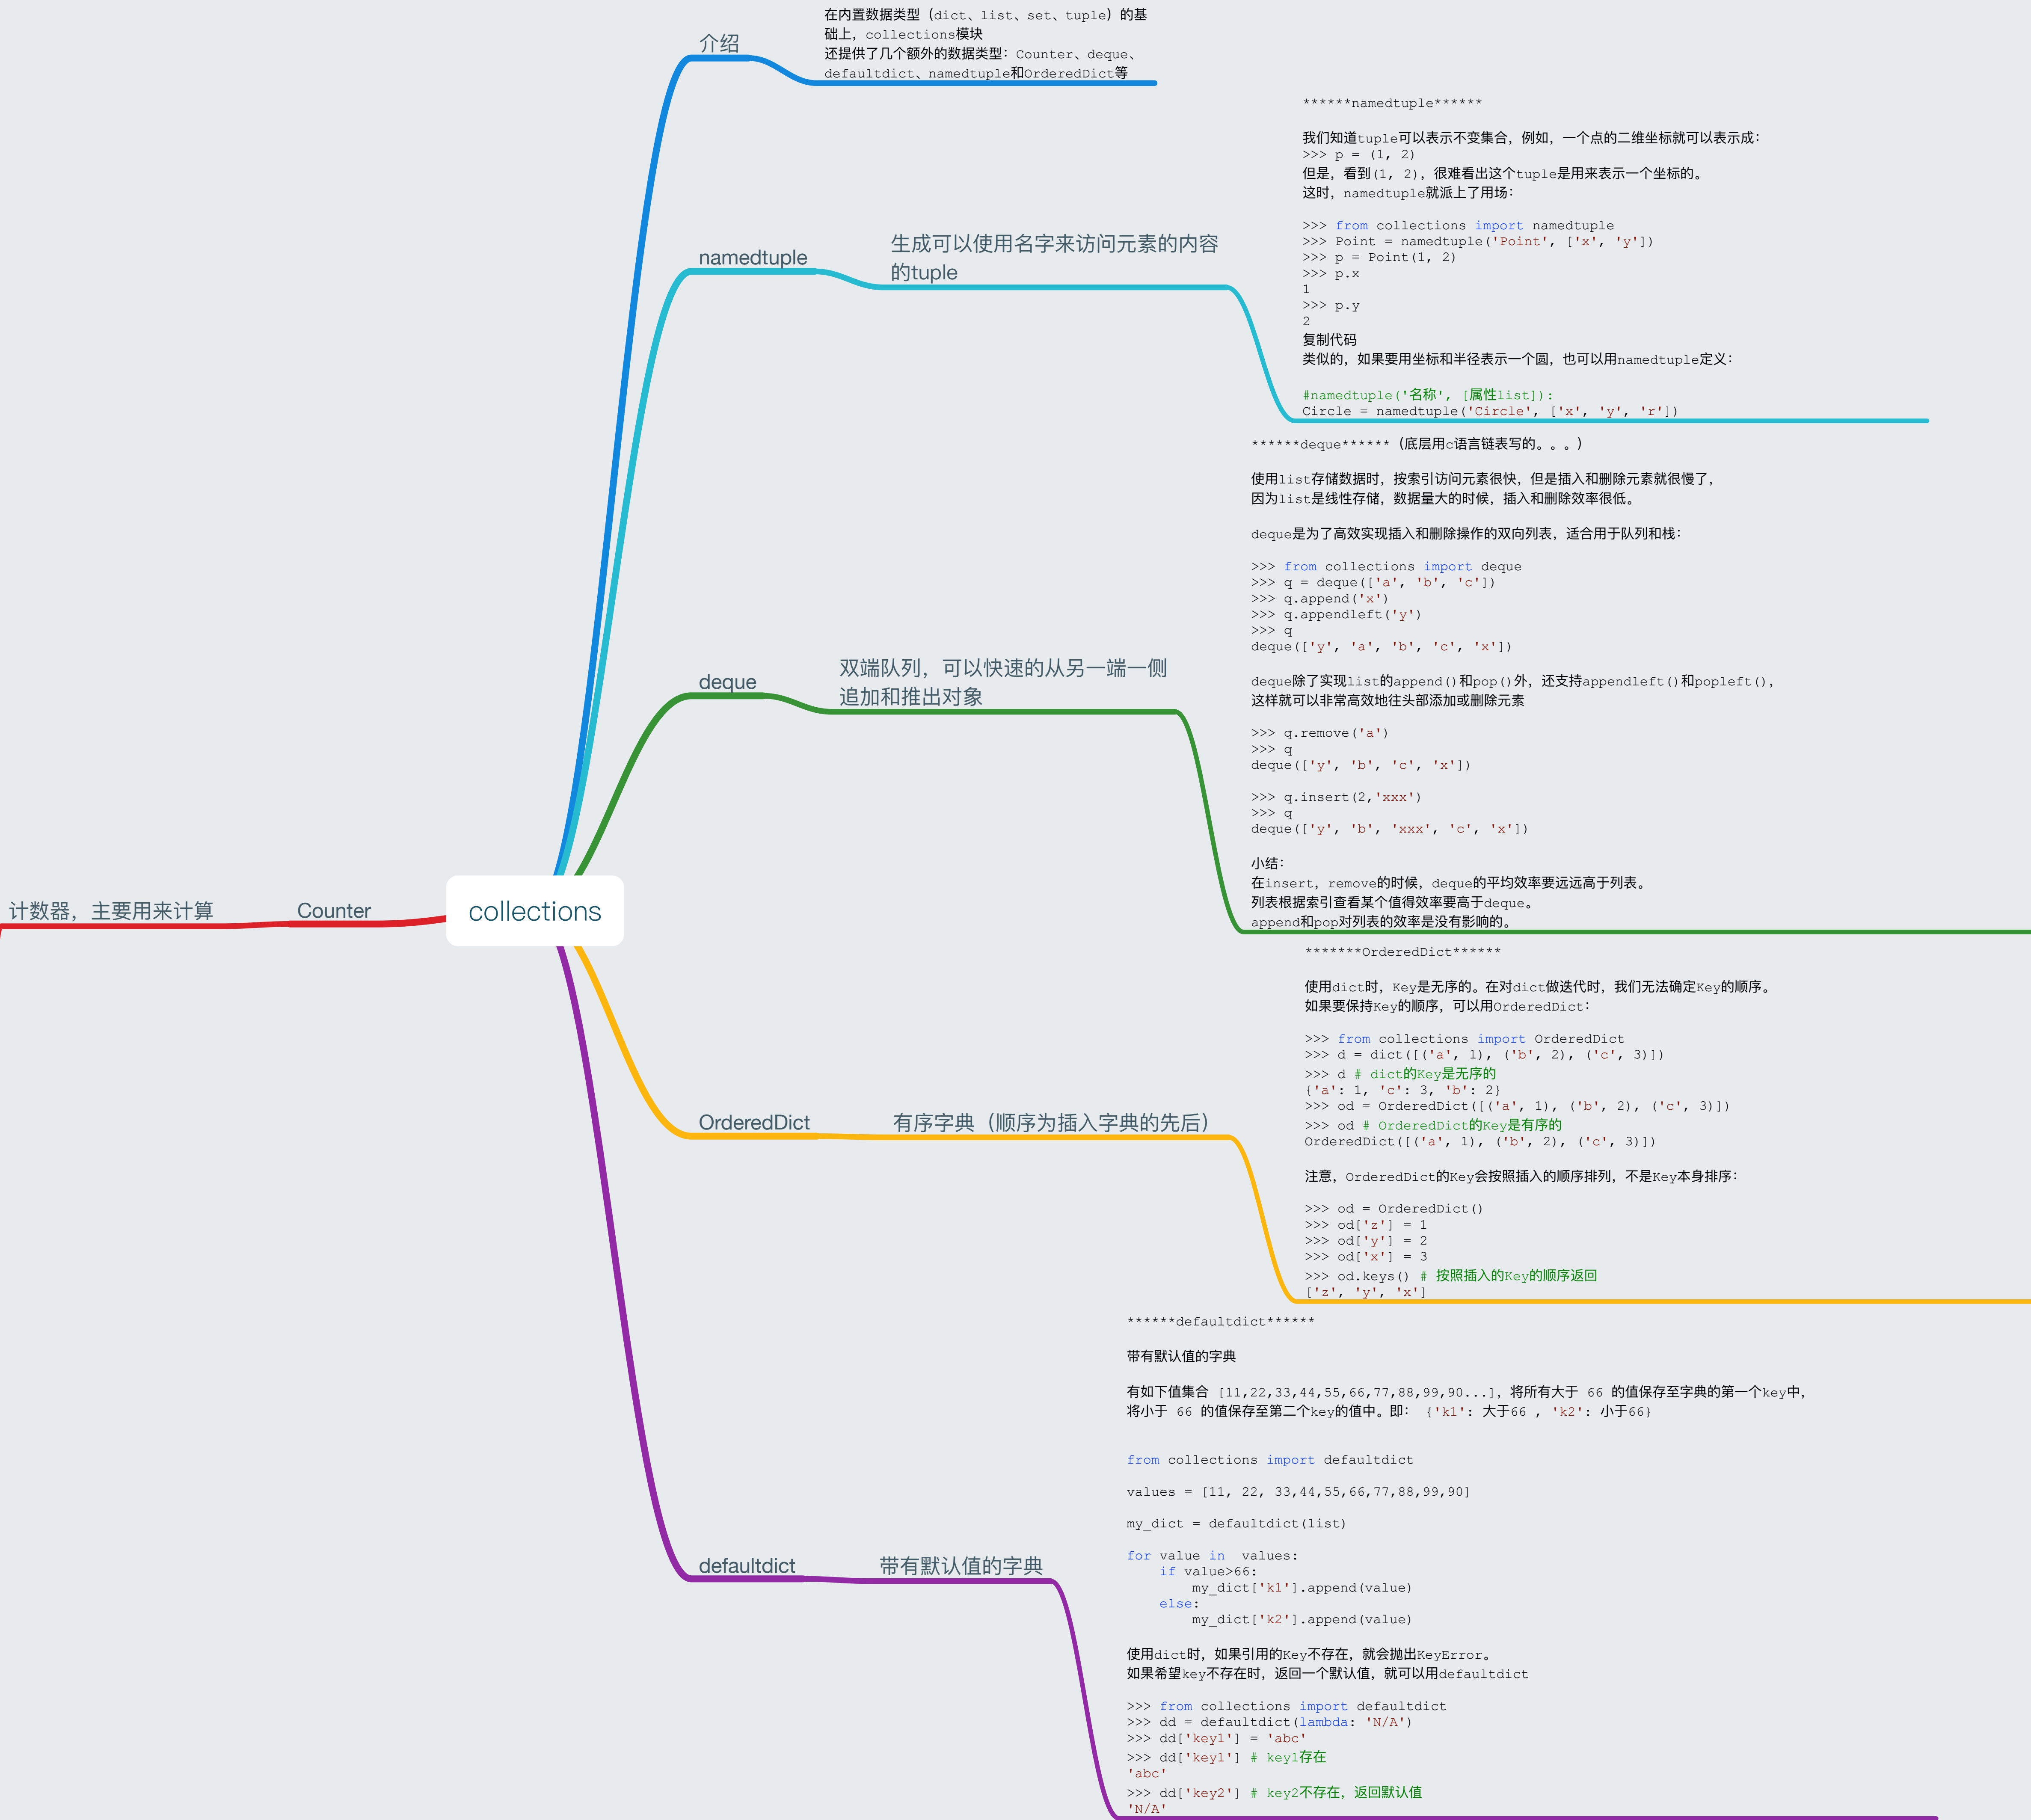 介绍
在内置数据类型（dict、list、set、tuple）的基
础上，collections模块
还提供了几个额外的数据类型：Counter、deque、
defaultdict、namedtuple和OrderedDict等
namedtuple
生成可以使用名字来访问元素的内容
的tuple
******namedtuple******
我们知道tuple可以表示不变集合，例如，一个点的二维坐标就可以表示成：
>>> p = (1, 2)
但是，看到(1, 2)，很难看出这个tuple是用来表示一个坐标的。
这时，namedtuple就派上了用场：
>>> from collections import namedtuple
>>> Point = namedtuple('Point', ['x', 'y'])
>>> p = Point(1, 2)
>>> p.x
1
>>> p.y
2
复制代码
类似的，如果要用坐标和半径表示一个圆，也可以用namedtuple定义：
#namedtuple('名称', [属性list]):
Circle = namedtuple('Circle', ['x', 'y', 'r'])
deque
双端队列，可以快速的从另一端一侧
追加和推出对象
******deque******（底层用c语言链表写的。。。）
使用list存储数据时，按索引访问元素很快，但是插入和删除元素就很慢了，
因为list是线性存储，数据量大的时候，插入和删除效率很低。
deque是为了高效实现插入和删除操作的双向列表，适合用于队列和栈：
>>> from collections import deque
>>> q = deque(['a', 'b', 'c'])
>>> q.append('x')
>>> q.appendleft('y')
>>> q
deque(['y', 'a', 'b', 'c', 'x'])
deque除了实现list的append()和pop()外，还支持appendleft()和popleft()，
这样就可以非常高效地往头部添加或删除元素
>>> q.remove('a')
>>> q
deque(['y', 'b', 'c', 'x'])
>>> q.insert(2,'xxx')
>>> q
deque(['y', 'b', 'xxx', 'c', 'x'])
小结：
在insert，remove的时候，deque的平均效率要远远高于列表。
列表根据索引查看某个值得效率要高于deque。
append和pop对列表的效率是没有影响的。
计数器，主要用来计算
Counter
collections
OrderedDict
有序字典（顺序为插入字典的先后）
*******OrderedDict******
使用dict时，Key是无序的。在对dict做迭代时，我们无法确定Key的顺序。
如果要保持Key的顺序，可以用OrderedDict：
>>> from collections import OrderedDict
>>> d = dict([('a', 1), ('b', 2), ('c', 3)])
>>> d # dict的Key是无序的
{'a': 1, 'c': 3, 'b': 2}
>>> od = OrderedDict([('a', 1), ('b', 2), ('c', 3)])
>>> od # OrderedDict的Key是有序的
OrderedDict([('a', 1), ('b', 2), ('c', 3)])
注意，OrderedDict的Key会按照插入的顺序排列，不是Key本身排序：
>>> od = OrderedDict()
>>> od['z'] = 1
>>> od['y'] = 2
>>> od['x'] = 3
>>> od.keys() # 按照插入的Key的顺序返回
['z', 'y', 'x']
defaultdict
带有默认值的字典
******defaultdict******
带有默认值的字典
有如下值集合 [11,22,33,44,55,66,77,88,99,90...]，将所有大于 66 的值保存至字典的第一个key中，
将小于 66 的值保存至第二个key的值中。即： {'k1': 大于66 , 'k2': 小于66}
from collections import defaultdict
values = [11, 22, 33,44,55,66,77,88,99,90]
my_dict = defaultdict(list)
for value in  values:
    if value>66:
        my_dict['k1'].append(value)
    else:
        my_dict['k2'].append(value)
使用dict时，如果引用的Key不存在，就会抛出KeyError。
如果希望key不存在时，返回一个默认值，就可以用defaultdict
>>> from collections import defaultdict
>>> dd = defaultdict(lambda: 'N/A')
>>> dd['key1'] = 'abc'
>>> dd['key1'] # key1存在
'abc'
>>> dd['key2'] # key2不存在，返回默认值
'N/A'